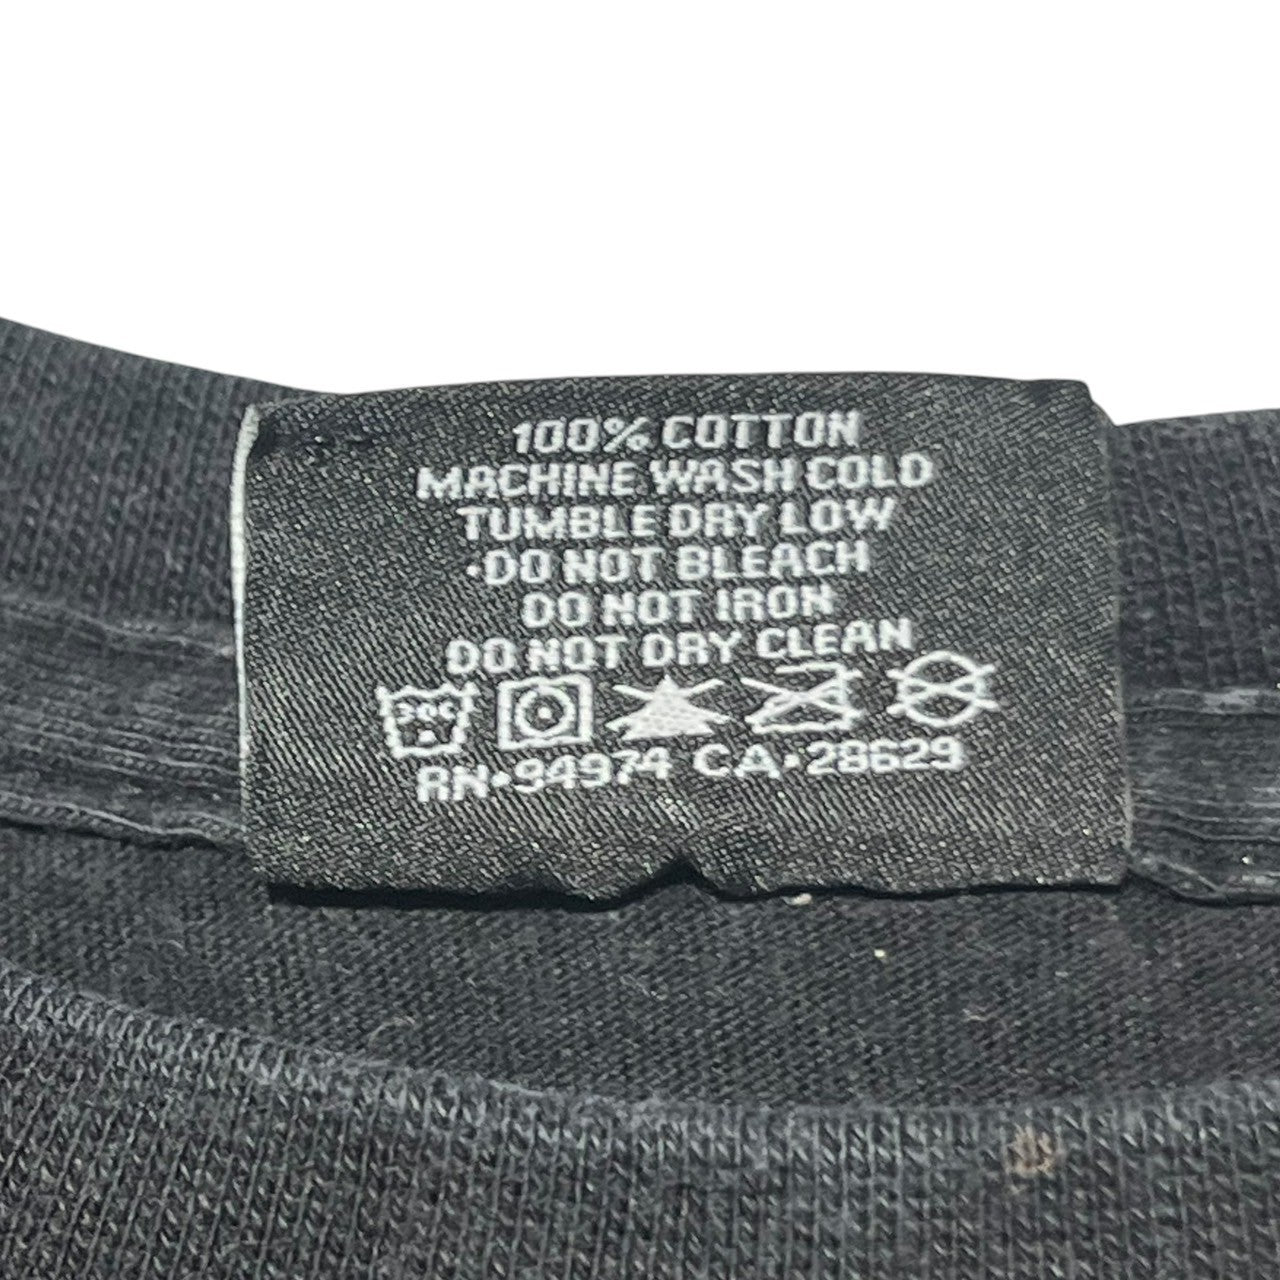 100% COTTON
MACHINE WASH COLD
TUMBLE DRY LOW
•DO NOT BLEACH
DO NOT IRON
DO NOT DRY CLEAN
30C
RN•94974 CA•28629